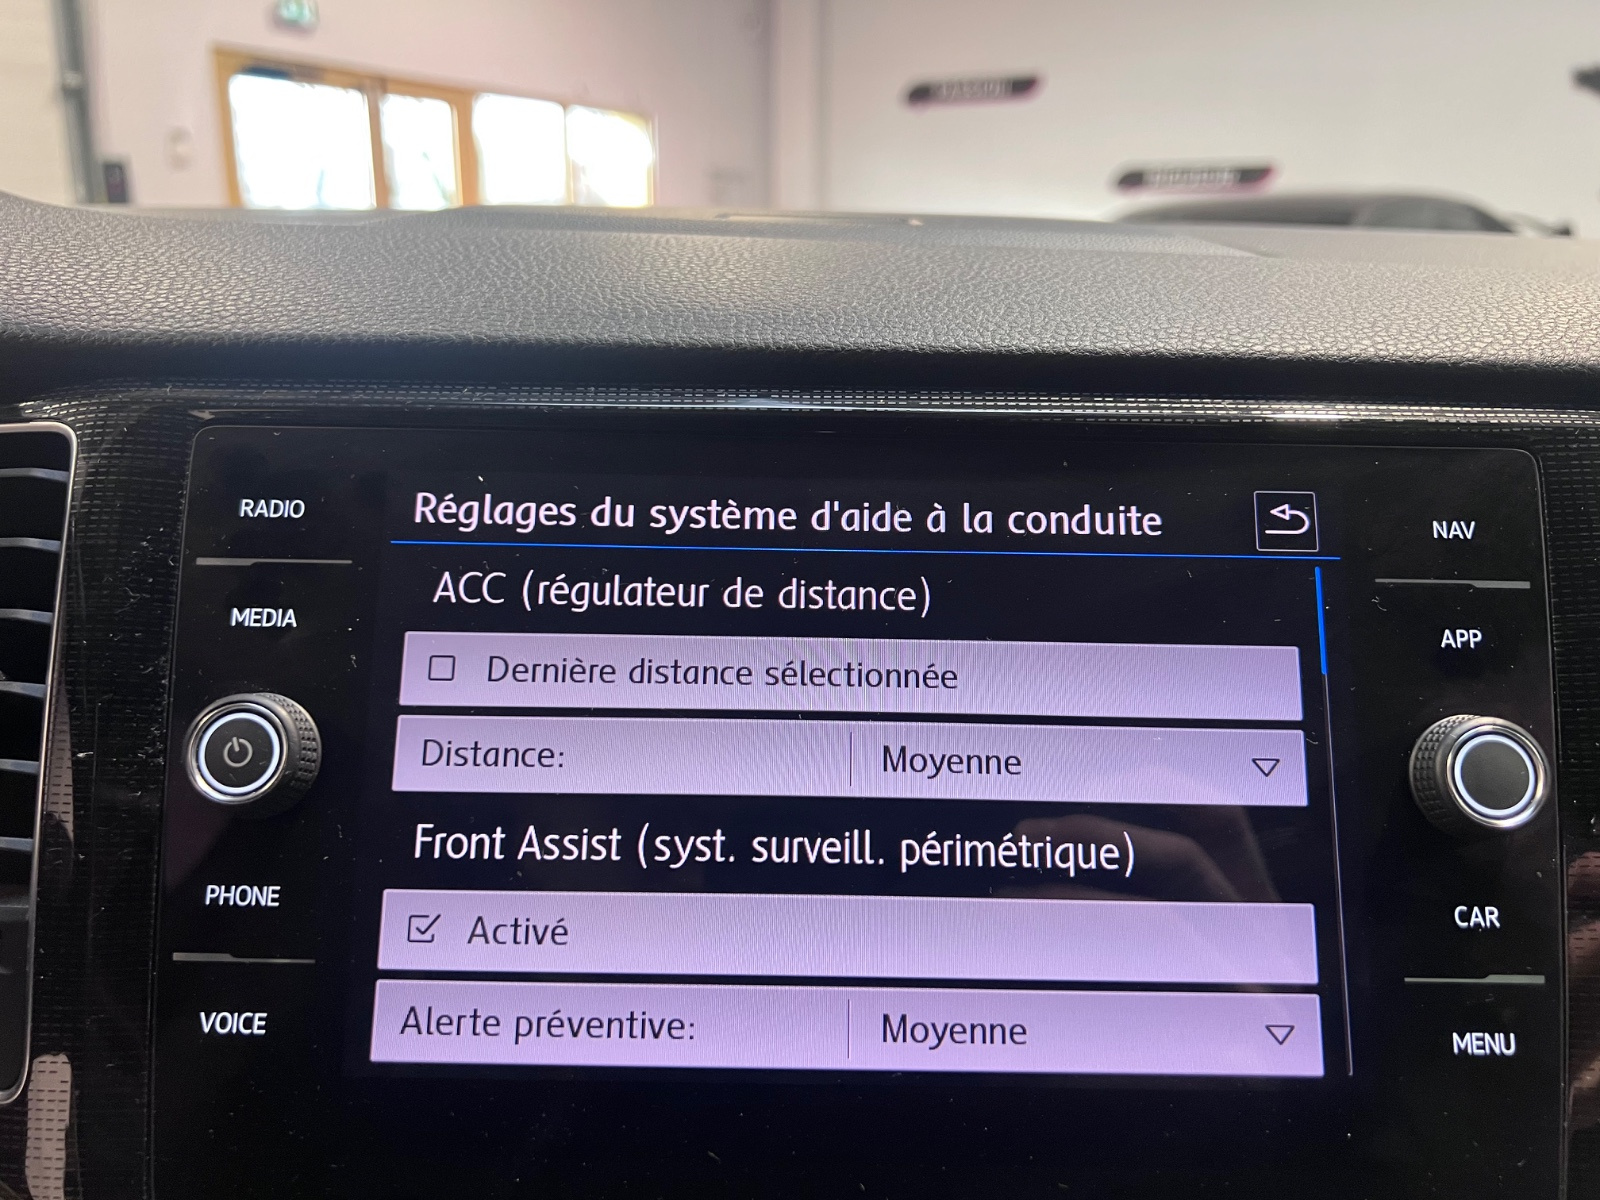 RADIO
MEDIA
PHONE
VOICE
Réglages du système d'aide à la conduite
ACC (régulateur de distance)
Dernière distance sélectionnée
Distance: Moyenne
Front Assist (syst. surveill. périmétrique)
Activé
Alerte préventive: Moyenne
NAV
APP
CAR
MENU